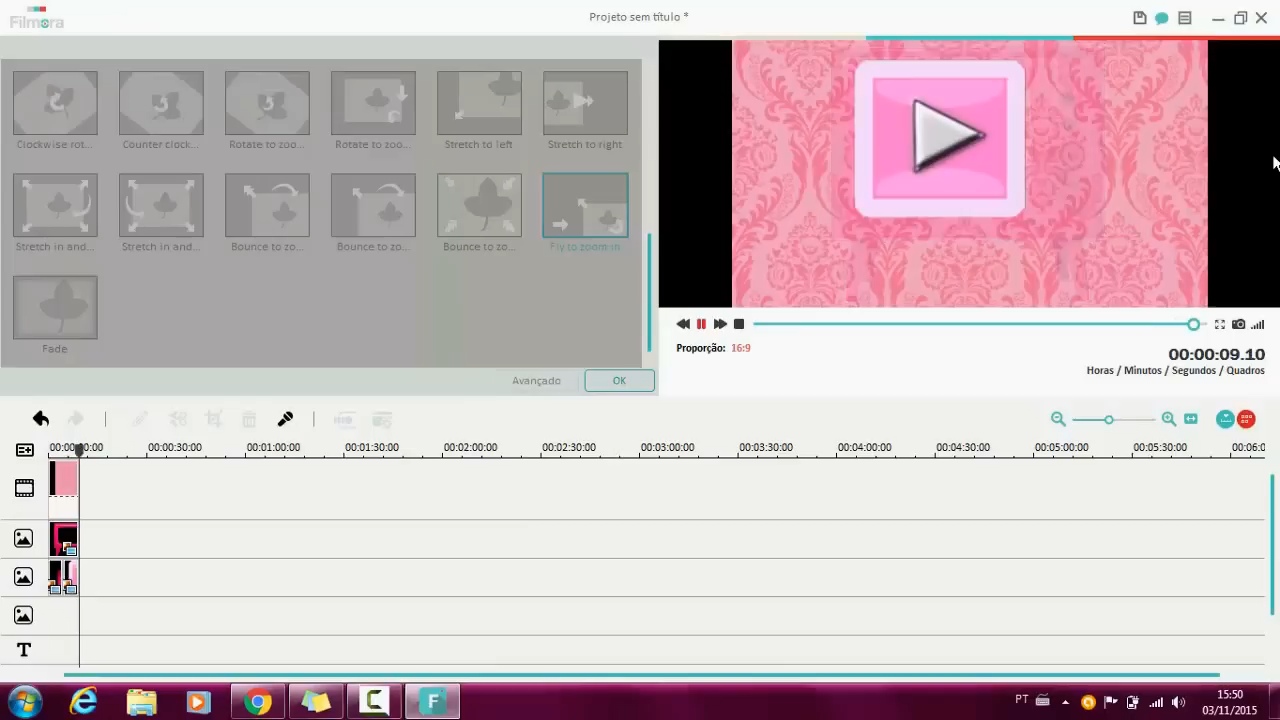 Filmora
Projeto sem título *
Clockwise rot...
Counter clock...
Rotate to zoo...
Rotate to zoo...
Stretch to left
Stretch to right
Stretch in and...
Stretch in and...
Bounce to zo...
Bounce to zo...
Bounce to zo...
Fly to zoom in
Fade
Avançado
OK
Proporção: 16:9
00:00:09.10
Horas / Minutos / Segundos / Quadros
00:00:00:00
00:00:30:00
00:01:00:00
00:01:30:00
00:02:00:00
00:02:30:00
00:03:00:00
00:03:30:00
00:04:00:00
00:04:30:00
00:05:00:00
00:05:30:00
00:06:0
T
PT
15:50
03/11/2015